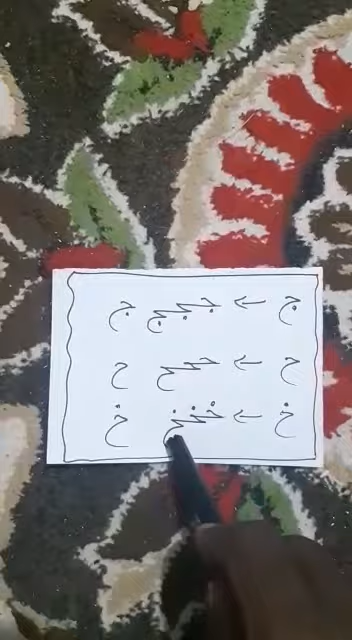 ج ← ججج ج
ح ← ححح ح
خ ← خخخ خ